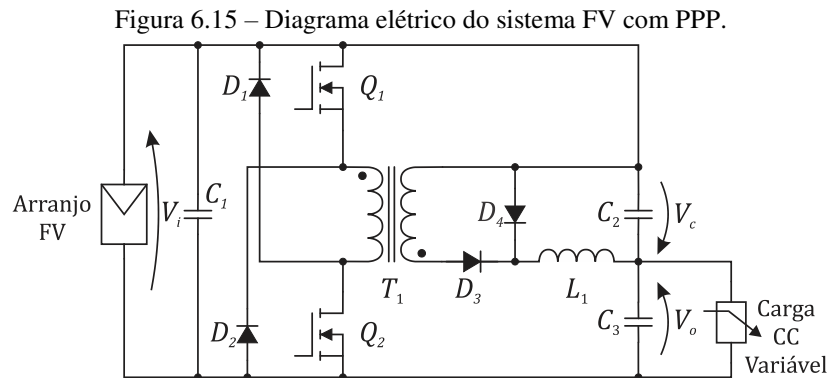 Figura 6.15 – Diagrama elétrico do sistema FV com PPP.
D1
Q1
Arranjo
FV
Vi
C1
T1
D4
D3
L1
C2
Vc
D2
Q2
C3
Vo
Carga
CC
Variável